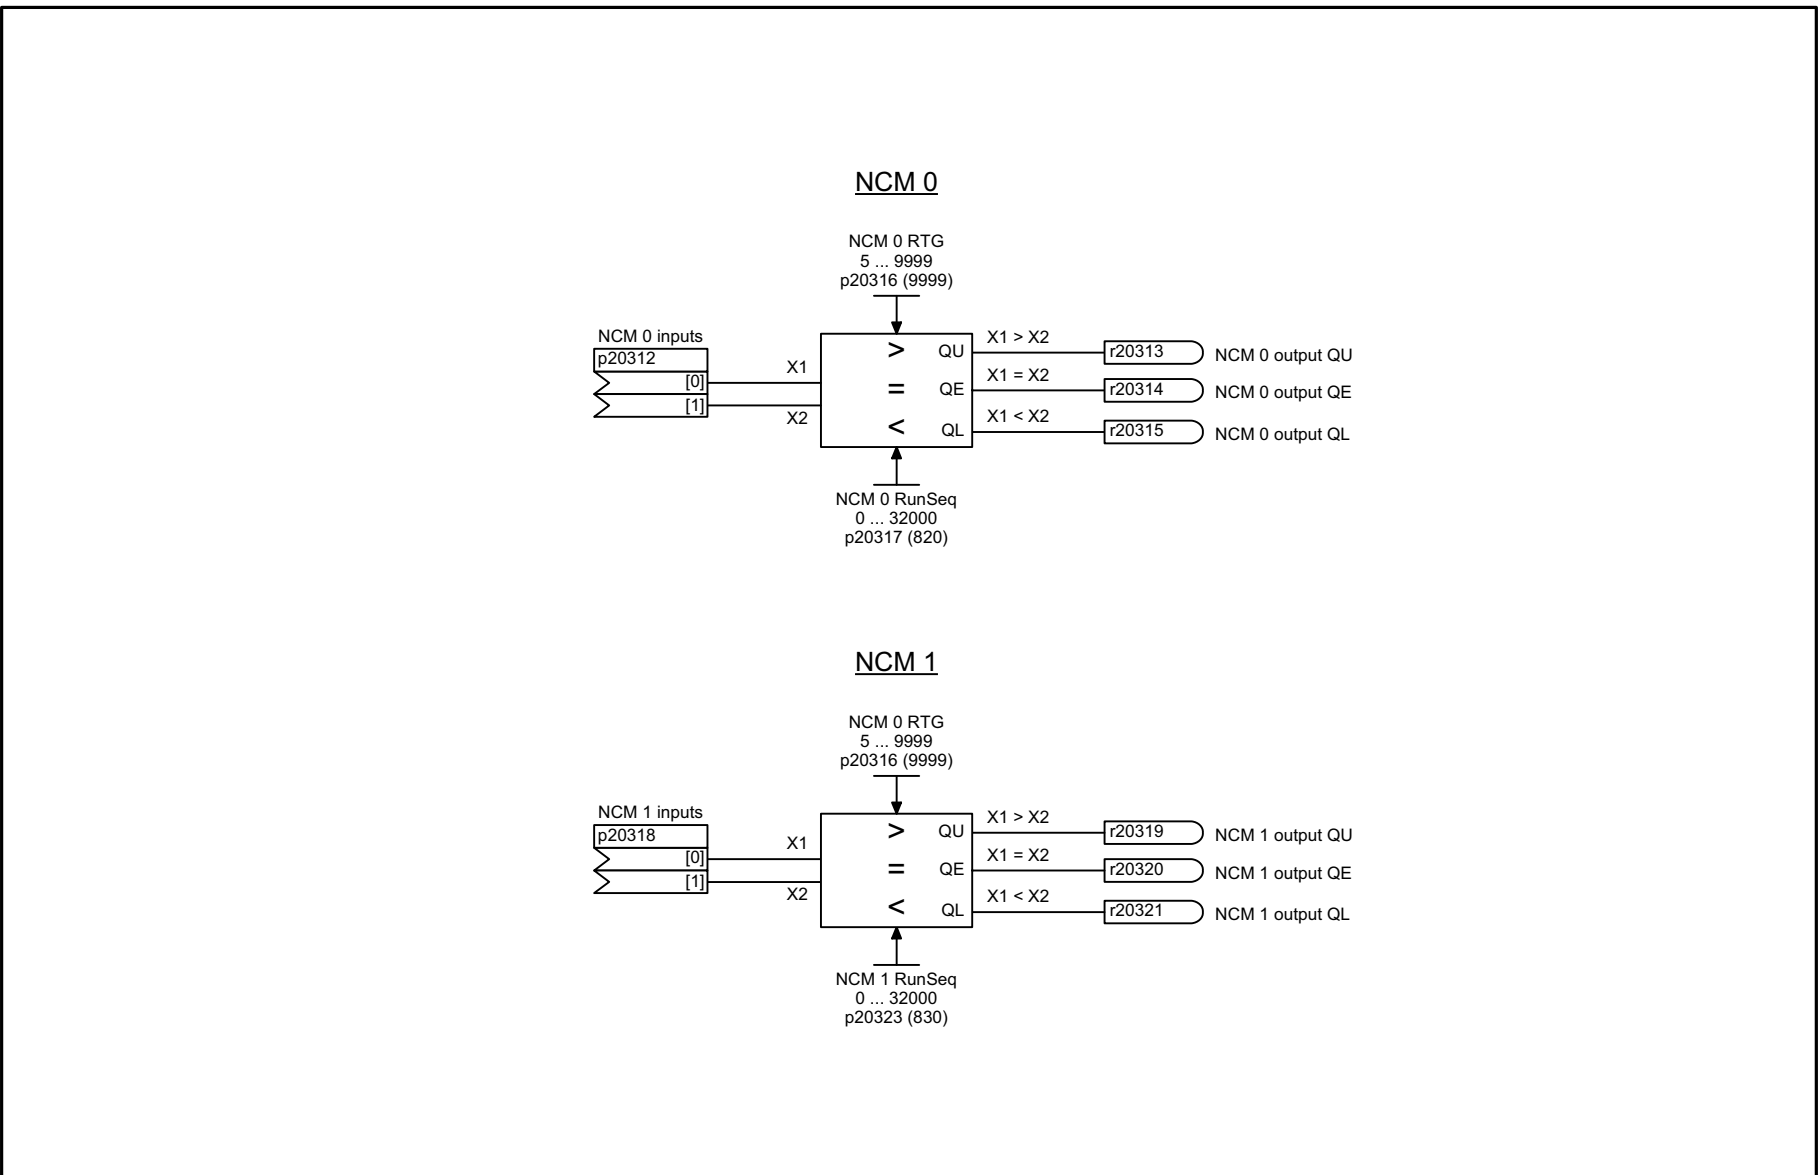 NCM 0
NCM 0 RTG
5 ... 9999
p20316 (9999)
NCM 0 inputs
p20312
[0]
[1]
X1
X2
>
=
<
QU
QE
QL
X1 > X2
X1 = X2
X1 < X2
r20313
r20314
r20315
NCM 0 output QU
NCM 0 output QE
NCM 0 output QL
NCM 0 RunSeq
0 ... 32000
p20317 (820)
NCM 1
NCM 0 RTG
5 ... 9999
p20316 (9999)
NCM 1 inputs
p20318
[0]
[1]
X1
X2
>
=
<
QU
QE
QL
X1 > X2
X1 = X2
X1 < X2
r20319
r20320
r20321
NCM 1 output QU
NCM 1 output QE
NCM 1 output QL
NCM 1 RunSeq
0 ... 32000
p20323 (830)